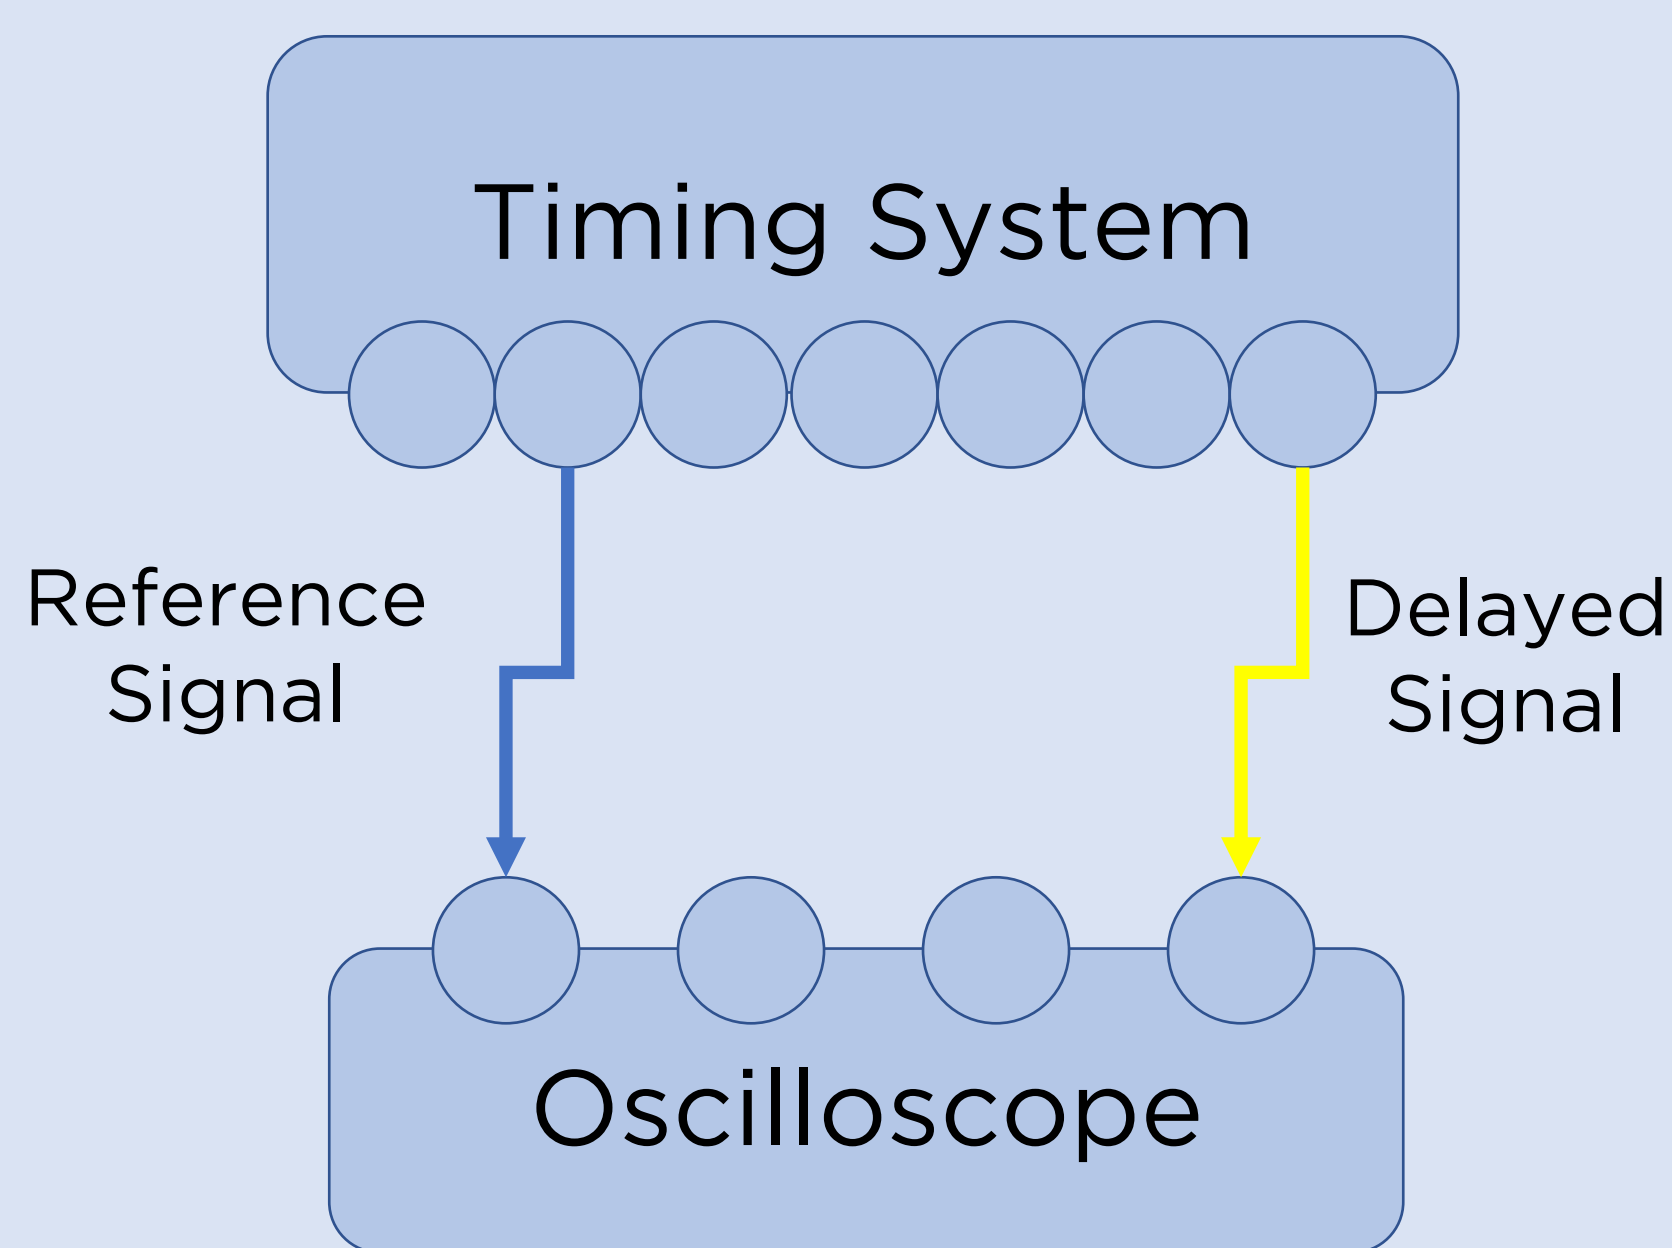 Timing System
Reference
Signal
Delayed
Signal
Oscilloscope